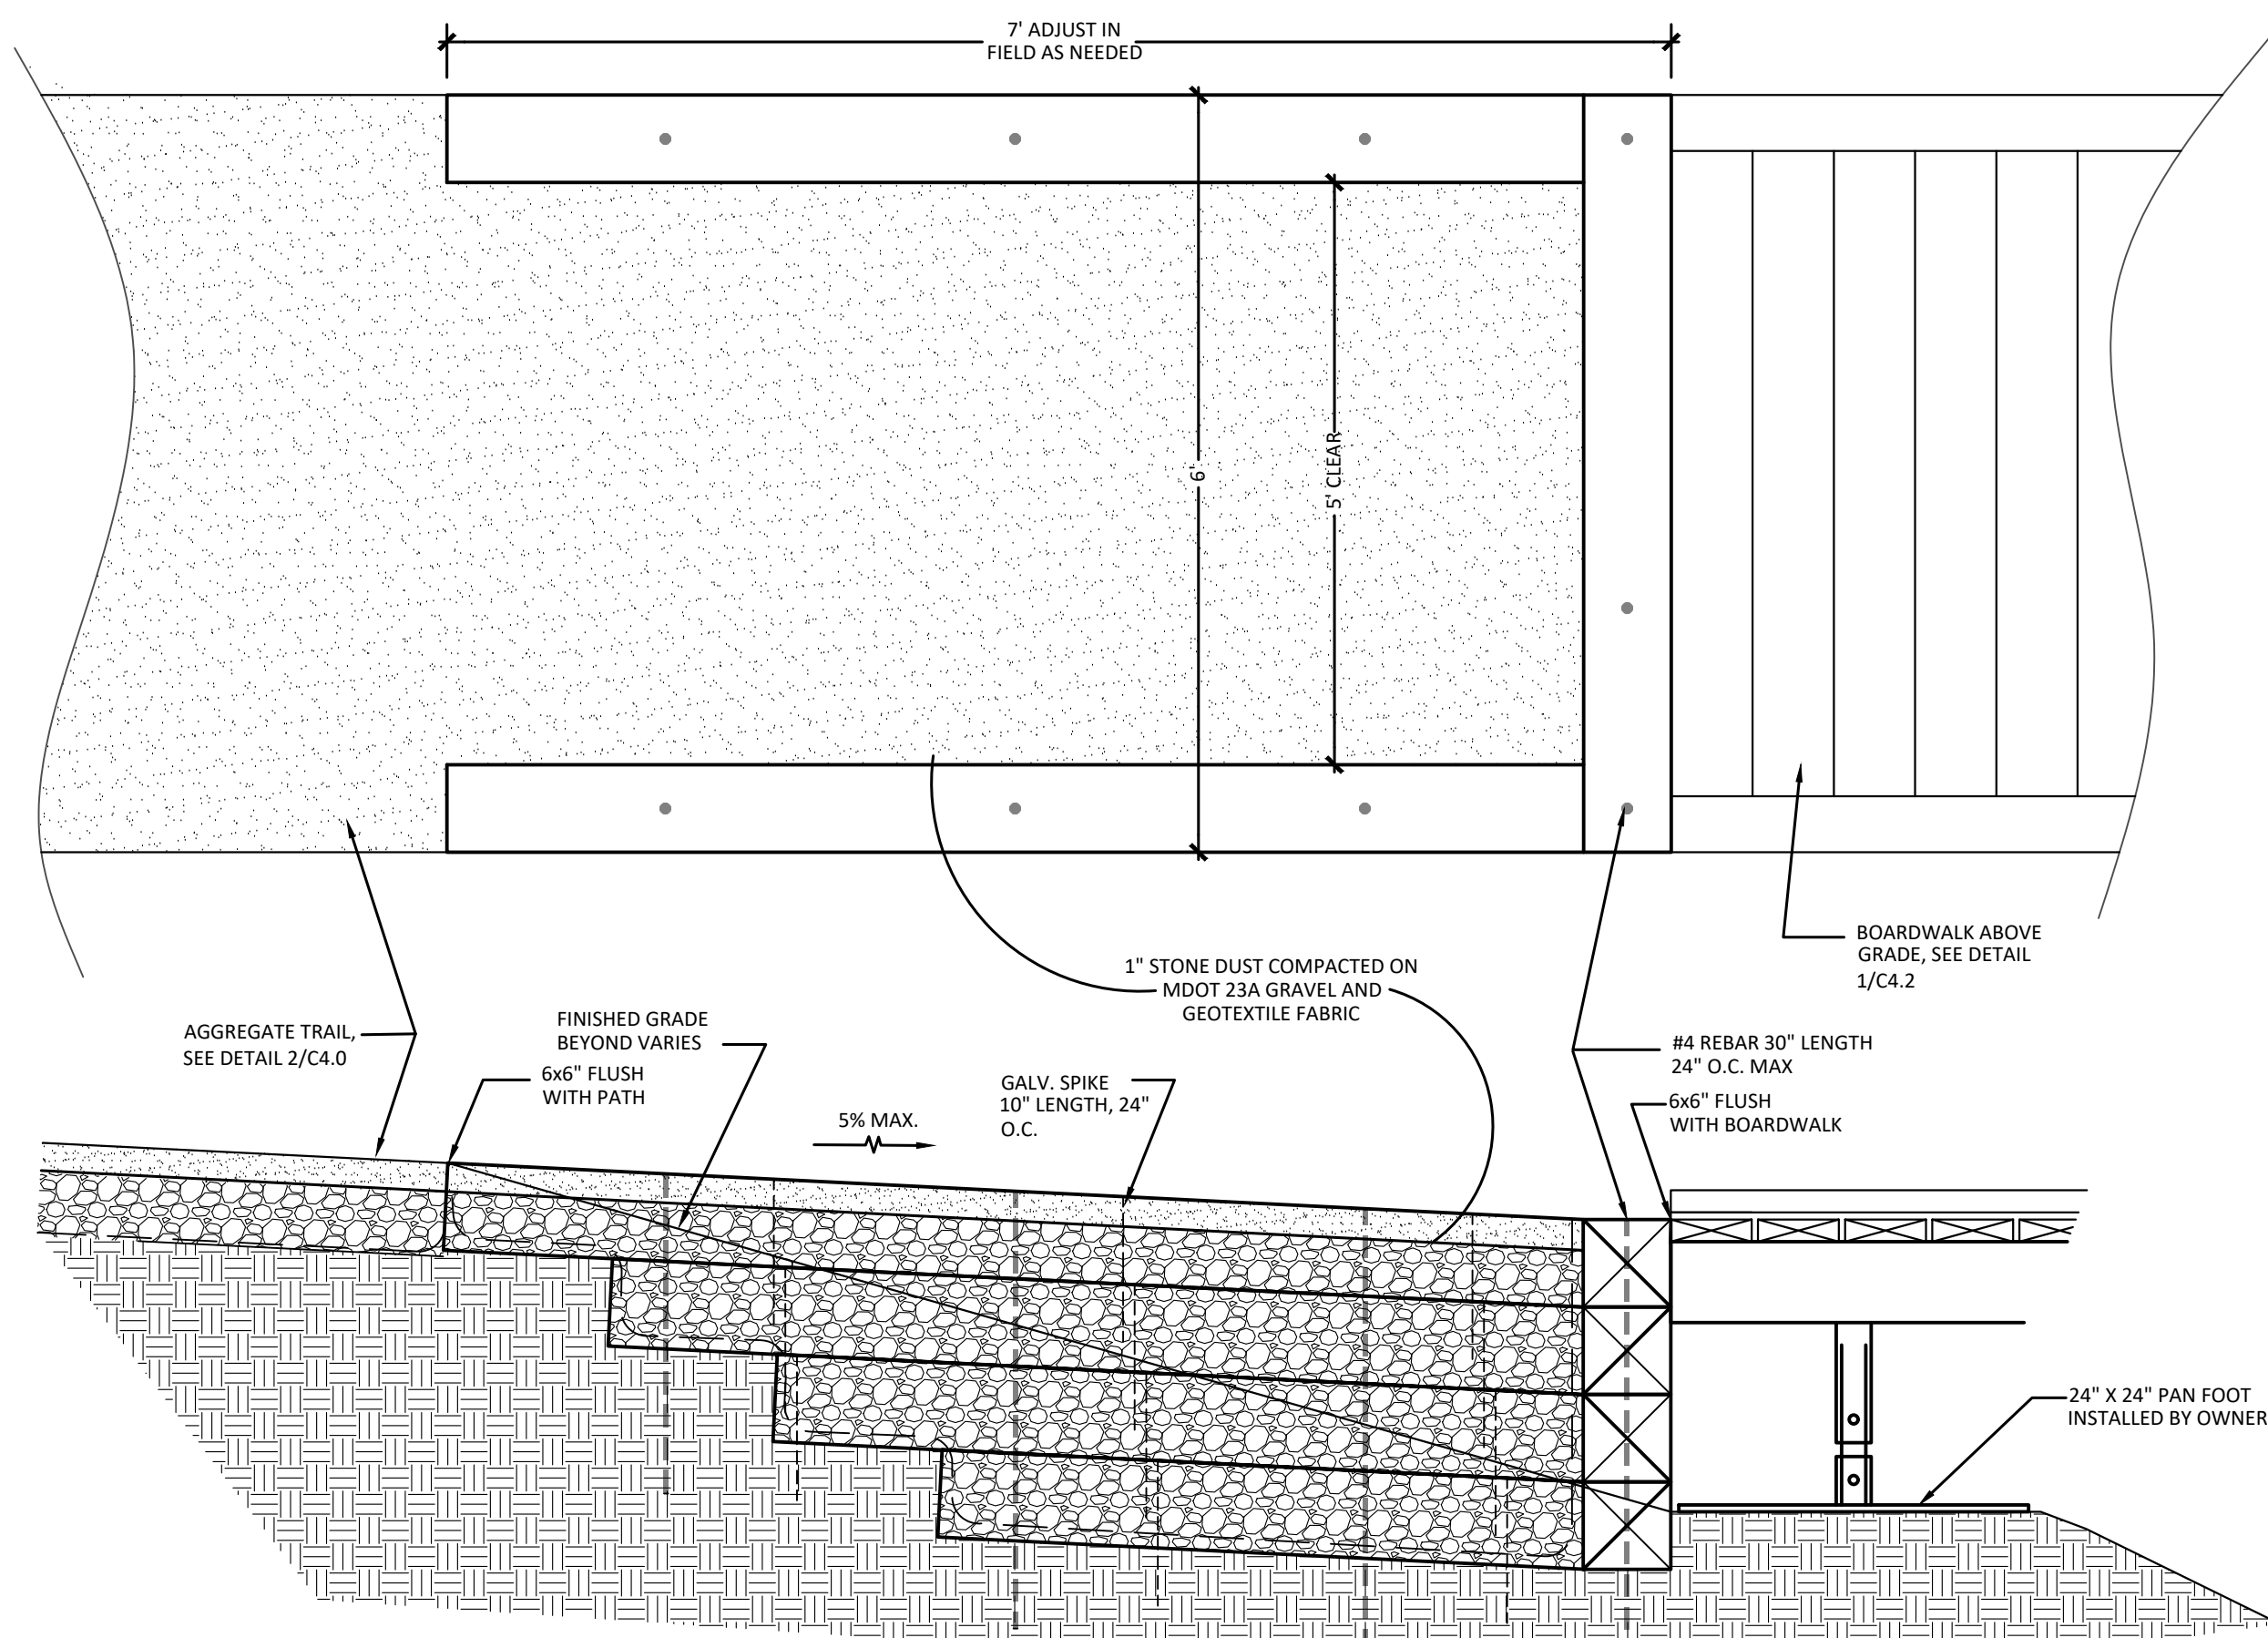 7' ADJUST IN
FIELD AS NEEDED
6'
5' CLEAR
BOARDWALK ABOVE
GRADE, SEE DETAIL
1/C4.2
1" STONE DUST COMPACTED ON
MDOT 23A GRAVEL AND
GEOTEXTILE FABRIC
AGGREGATE TRAIL,
SEE DETAIL 2/C4.0
FINISHED GRADE
BEYOND VARIES
6x6" FLUSH
WITH PATH
5% MAX.
GALV. SPIKE
10" LENGTH, 24"
O.C.
#4 REBAR 30" LENGTH
24" O.C. MAX
6x6" FLUSH
WITH BOARDWALK
24" X 24" PAN FOOT
INSTALLED BY OWNER